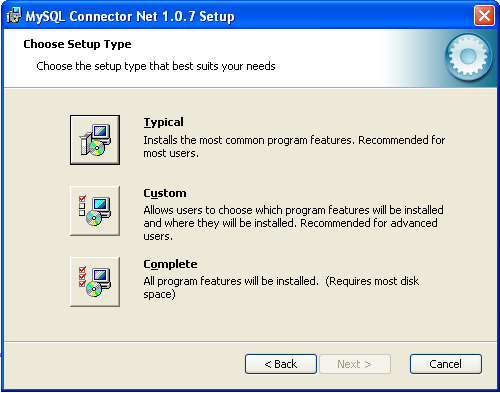 MySQL Connector Net 1.0.7 Setup
Choose Setup Type
Choose the setup type that best suits your needs
Typical
Installs the most common program features. Recommended for
most users.
Custom
Allows users to choose which program features will be installed
and where they will be installed. Recommended for advanced
users.
Complete
All program features will be installed. (Requires most disk
space)
< Back Next > Cancel